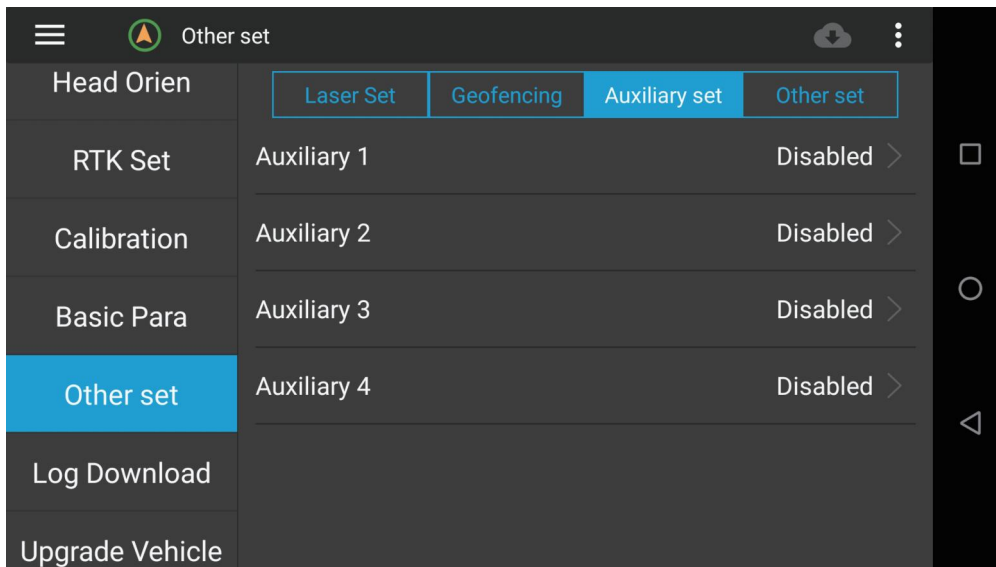 Other set
Head Orien
RTK Set
Calibration
Basic Para
Other set
Log Download
Upgrade Vehicle
Laser Set
Geofencing
Auxiliary set
Other set
Auxiliary 1 Disabled
Auxiliary 2 Disabled
Auxiliary 3 Disabled
Auxiliary 4 Disabled